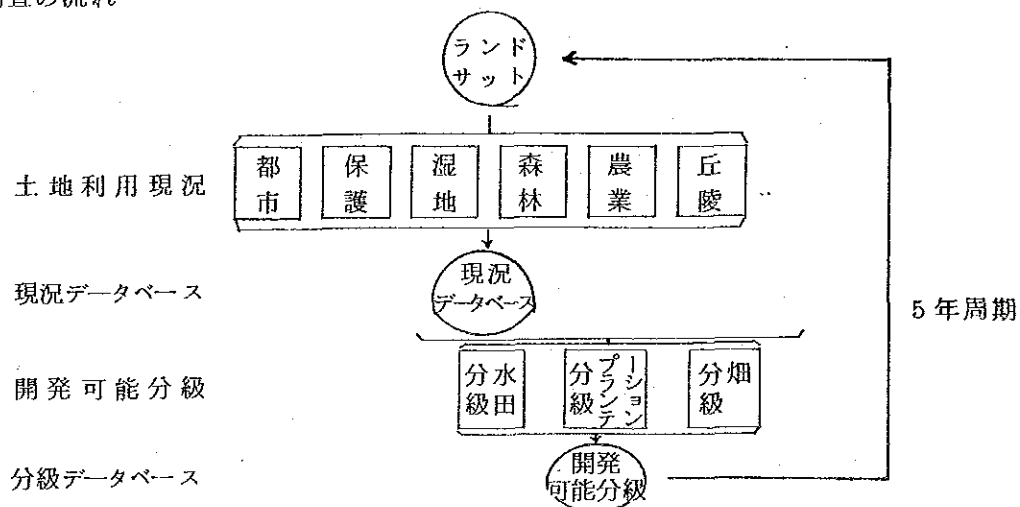 の流れ
ランド
サット
土地利用現況
都市
保護
湿地
森林
農業
丘陵
現況データベース
現況
データベース
5年周期
開発可能分級
水田分級
プランテーション分級
畑分級
分級データベース
開発
可能分級